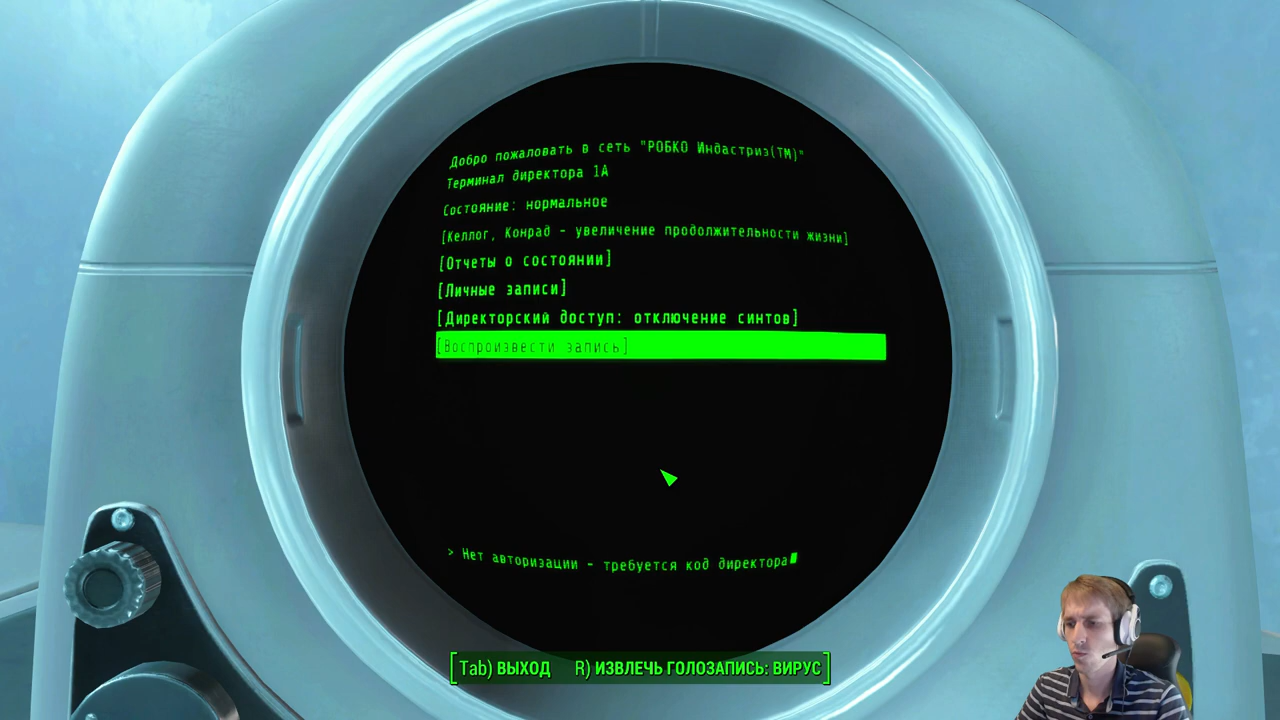 Добро пожаловать в сеть "РОБКО Индастриз(ТМ)"
Терминал директора 1А
Состояние: нормальное
[Келлог, Конрад - увеличение продолжительности жизни]
[Отчеты о состоянии]
[Личные записи]
[Директорский доступ: отключение синтов]
[Воспроизвести запись]
> Нет авторизации - требуется код директора
[Tab) ВЫХОД R) ИЗВЛЕЧЬ ГОЛОЗАПИСЬ: ВИРУС]